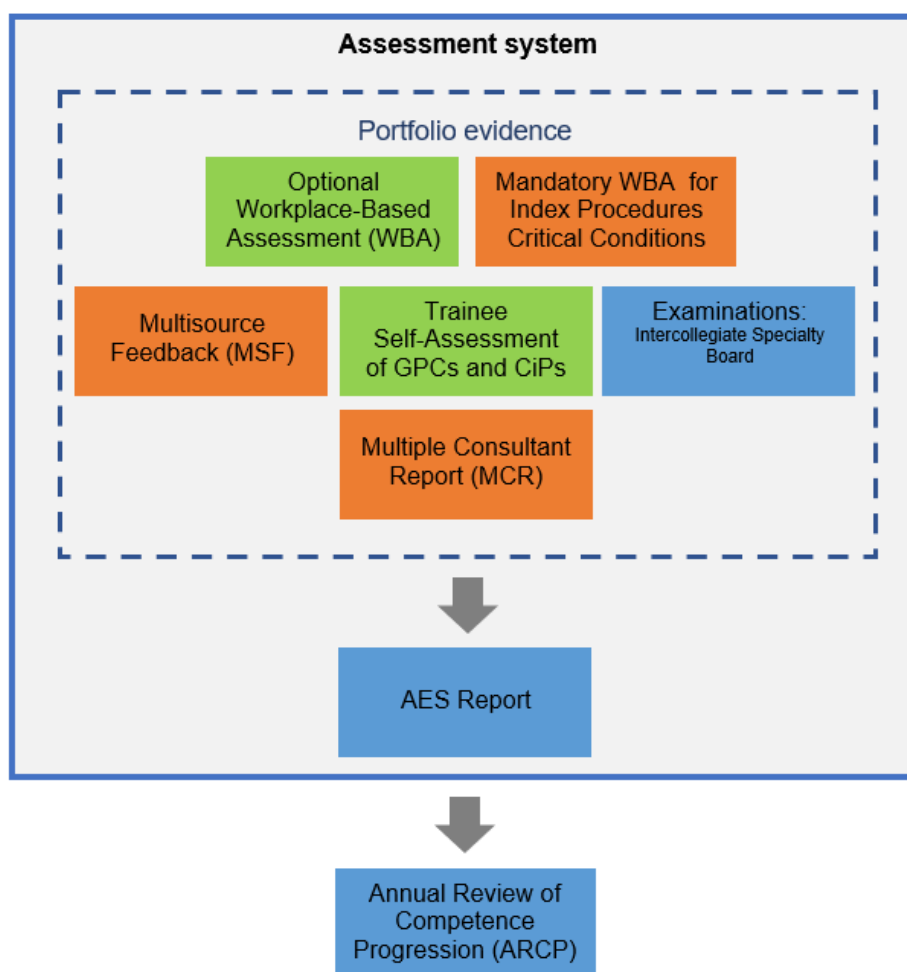 Assessment system
Portfolio evidence
Optional
Workplace-Based
Assessment (WBA)
Mandatory WBA for
Index Procedures
Critical Conditions
Multisource
Feedback (MSF)
Trainee
Self-Assessment
of GPCs and CiPs
Examinations:
Intercollegiate Specialty
Board
Multiple Consultant
Report (MCR)
AES Report
Annual Review of
Competence
Progression (ARCP)